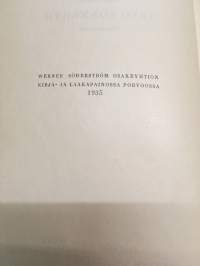 WERNER SÖDERSTRÖM OSAKEYHTIÖN
KIRJA- JA LAAKAPAINOSSA PORVOOSSA
1935